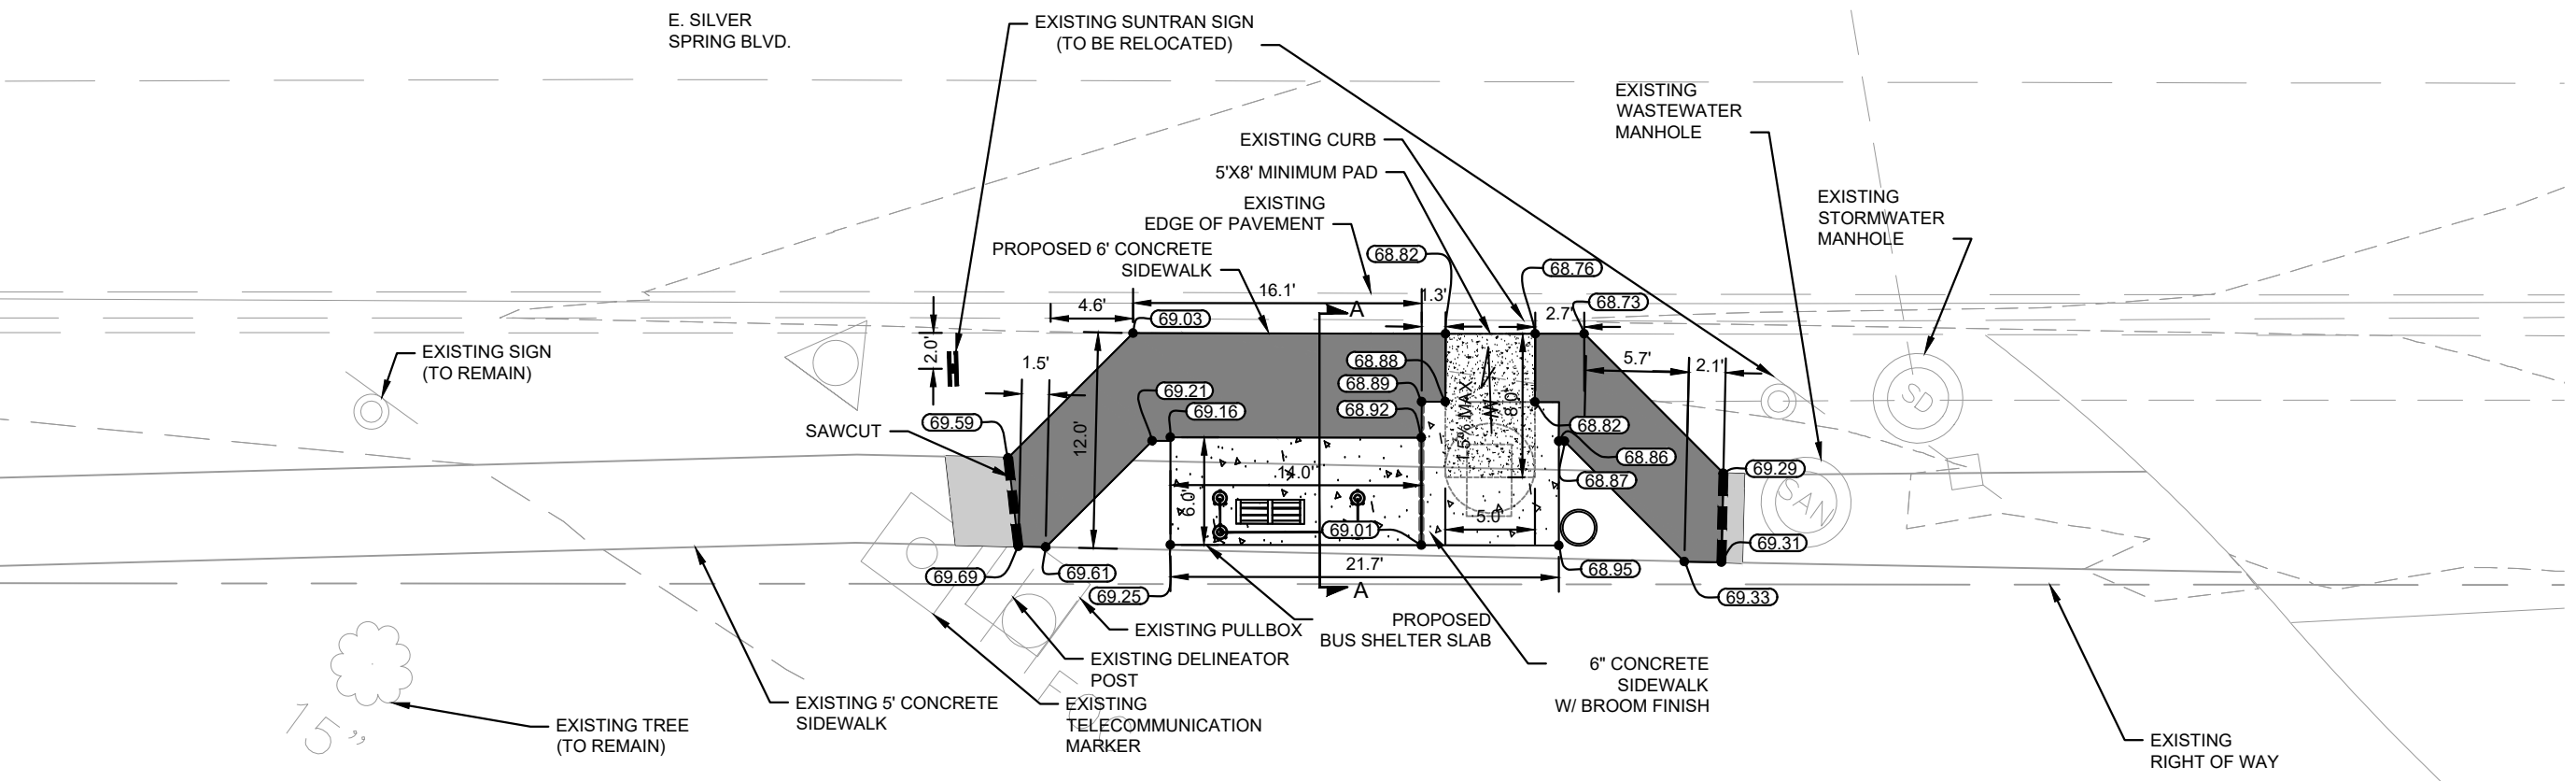 E. SILVER
SPRING BLVD.
EXISTING SUNTRAN SIGN
(TO BE RELOCATED)
EXISTING
WASTEWATER
MANHOLE
EXISTING CURB
5'X8' MINIMUM PAD
EXISTING
EDGE OF PAVEMENT
EXISTING
STORMWATER
MANHOLE
PROPOSED 6' CONCRETE
SIDEWALK
68.82
68.76
68.73
16.1'
1.3'
2.7'
4.6'
A
69.03
2.0'
EXISTING SIGN
(TO REMAIN)
1.5'
68.88
5.7'
2.1'
69.21
68.89
1.5% MAX
8.0'
SD
69.16
68.92
69.59
SAWCUT
12.0'
68.82
68.86
69.29
14.0'
68.87
6.0'
SAN
5.0'
69.01
69.31
21.7'
69.69
69.61
68.95
69.25
A
69.33
EXISTING PULLBOX
PROPOSED
BUS SHELTER SLAB
EXISTING DELINEATOR
POST
6" CONCRETE
SIDEWALK
W/ BROOM FINISH
EXISTING 5' CONCRETE
SIDEWALK
EXISTING
TELECOMMUNICATION
MARKER
15"
EXISTING TREE
(TO REMAIN)
EXISTING
RIGHT OF WAY